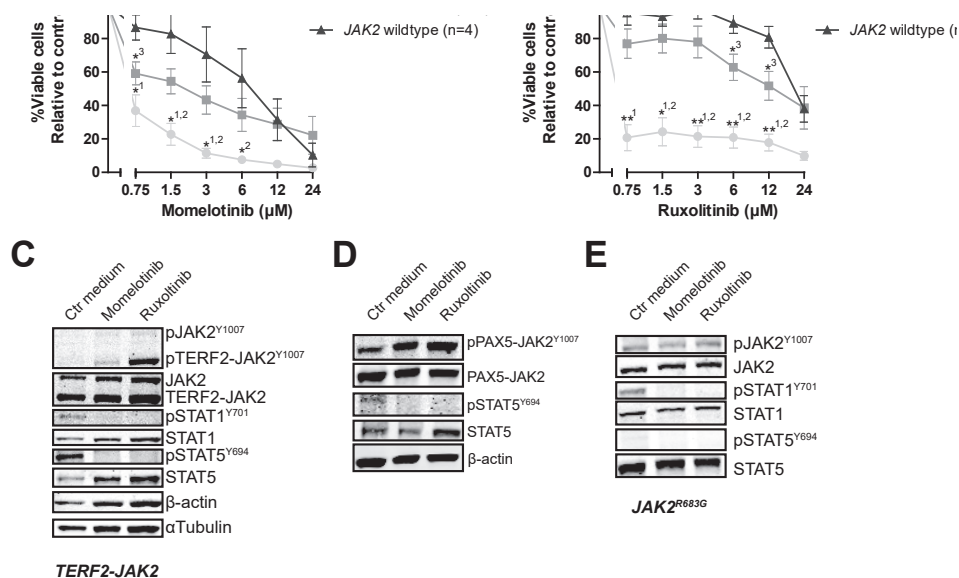 %Viable cells
Relative to contr
80
60
40
20
0
*3
*1
*1,2
*1,2
*2
0.75 1.5 3 6 12 24
Momelotinib (µM)
JAK2 wildtype (n=4)
%Viable cells
Relative to contr
80
60
40
20
0
*3
*3
**1
*1,2
**1,2
**1,2
**1,2
0.75 1.5 3 6 12 24
Ruxolitinib (µM)
JAK2 wildtype (
C
Ctr medium
Momelotinib
Ruxoltinib
pJAK2Y1007
pTERF2-JAK2Y1007
JAK2
TERF2-JAK2
pSTAT1Y701
STAT1
pSTAT5Y694
STAT5
β-actin
αTubulin
TERF2-JAK2
D
Ctr medium
Momelotinib
Ruxoltinib
pPAX5-JAK2Y1007
PAX5-JAK2
pSTAT5Y694
STAT5
β-actin
E
Ctr medium
Momelotinib
Ruxoltinib
pJAK2Y1007
JAK2
pSTAT1Y701
STAT1
pSTAT5Y694
STAT5
JAK2R683G